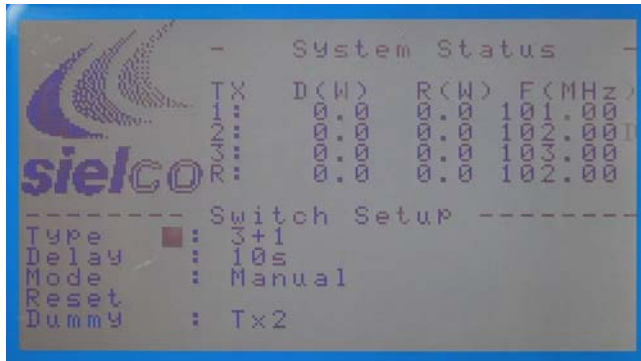 - System Status -
TX D(W) R(W) F(MHz)
1: 0.0 0.0 101.00
2: 0.0 0.0 102.00
3: 0.0 0.0 103.00
sielco
R: 0.0 0.0 102.00
-------- Switch Setup --------
Type : 3+1
Delay : 10s
Mode : Manual
Reset
Dummy : Tx2